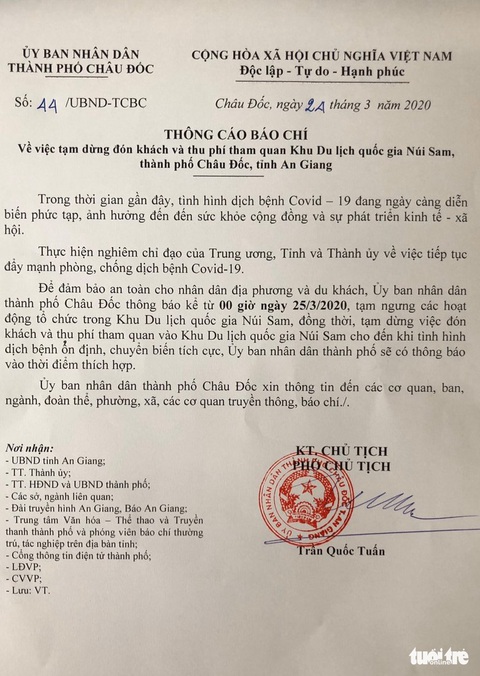 ỦY BAN NHÂN DÂN
THÀNH PHỐ CHÂU ĐỐC
CỘNG HÒA XÃ HỘI CHỦ NGHĨA VIỆT NAM
Độc lập - Tự do - Hạnh phúc
Số: 44 /UBND-TCBC
Châu Đốc, ngày 24 tháng 3 năm 2020
THÔNG CÁO BÁO CHÍ
Về việc tạm dừng đón khách và thu phí tham quan Khu Du lịch quốc gia Núi Sam,
thành phố Châu Đốc, tỉnh An Giang
Trong thời gian gần đây, tình hình dịch bệnh Covid – 19 đang ngày càng diễn
biến phức tạp, ảnh hưởng đến đến sức khỏe cộng đồng và sự phát triển kinh tế - xã
hội.
Thực hiện nghiêm chỉ đạo của Trung ương, Tỉnh và Thành ủy về việc tiếp tục
đẩy mạnh phòng, chống dịch bệnh Covid-19.
Để đảm bảo an toàn cho nhân dân địa phương và du khách, Ủy ban nhân dân
thành phố Châu Đốc thông báo kể từ 00 giờ ngày 25/3/2020, tạm ngưng các hoạt
động tổ chức trong Khu Du lịch quốc gia Núi Sam, đồng thời, tạm dừng việc đón
khách và thu phí tham quan vào Khu Du lịch quốc gia Núi Sam cho đến khi tình hình
dịch bệnh ổn định, chuyển biến tích cực, Ủy ban nhân dân thành phố sẽ có thông báo
vào thời điểm thích hợp.
Ủy ban nhân dân thành phố Châu Đốc xin thông tin đến các cơ quan, ban,
ngành, đoàn thể, phường, xã, các cơ quan truyền thông, báo chí./.
Nơi nhận:
- UBND tỉnh An Giang;
- TT. Thành ủy;
- TT. HĐND và UBND thành phố;
- Các sở, ngành liên quan;
- Đài truyền hình An Giang, Báo An Giang;
- Trung tâm Văn hóa – Thể thao và Truyền
thanh thành phố và phóng viên báo chí thường
trú, tác nghiệp trên địa bàn tỉnh;
- Cổng thông tin điện tử thành phố;
- LĐVP;
- CVVP;
- Lưu: VT.
KT. CHỦ TỊCH
PHÓ CHỦ TỊCH
ỦY BAN NHÂN DÂN THÀNH PHỐ CHÂU ĐỐC T. AN GIANG
Trần Quốc Tuấn
tuổi trẻ
online